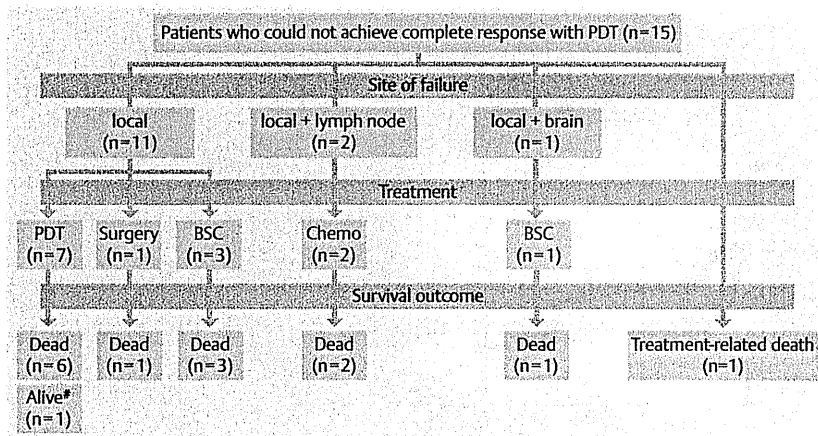 Patients who could not achieve complete response with PDT (n=15)
Site of failure
local
(n=11)
local + lymph node
(n=2)
local + brain
(n=1)
Treatment
PDT
(n=7)
Surgery
(n=1)
BSC
(n=3)
Chemo
(n=2)
BSC
(n=1)
Survival outcome
Dead
(n=6)
Dead
(n=1)
Dead
(n=3)
Dead
(n=2)
Dead
(n=1)
Treatment-related death
(n=1)
Alive#
(n=1)